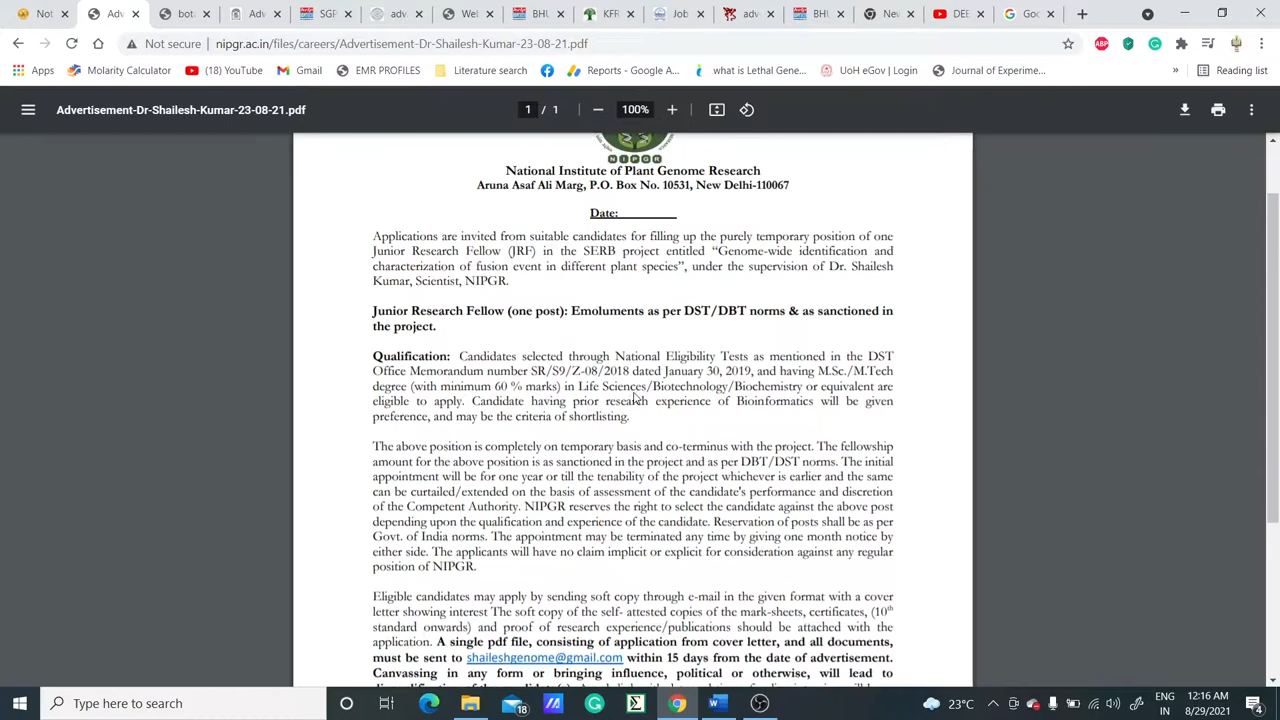 Not
Adv
bot
Adv
SGP
adv
Web
BHU
KFR
Job
adv
BHU
New
DEE
Goo
Not secure | nipgr.ac.in/files/careers/Advertisement-Dr-Shailesh-Kumar-23-08-21.pdf
Apps
Molarity Calculator
(18) YouTube
Gmail
EMR PROFILES
Literature search
Reports - Google A...
what is Lethal Gene...
UoH eGov | Login
Journal of Experime...
»
Reading list
Advertisement-Dr-Shailesh-Kumar-23-08-21.pdf
1 / 1
100%
NIPGR
National Institute of Plant Genome Research
Aruna Asaf Ali Marg, P.O. Box No. 10531, New Delhi-110067
Date:________
Applications are invited from suitable candidates for filling up the purely temporary position of one
Junior Research Fellow (JRF) in the SERB project entitled “Genome-wide identification and
characterization of fusion event in different plant species”, under the supervision of Dr. Shailesh
Kumar, Scientist, NIPGR.
Junior Research Fellow (one post): Emoluments as per DST/DBT norms & as sanctioned in
the project.
Qualification: Candidates selected through National Eligibility Tests as mentioned in the DST
Office Memorandum number SR/S9/Z-08/2018 dated January 30, 2019, and having M.Sc./M.Tech
degree (with minimum 60 % marks) in Life Sciences/Biotechnology/Biochemistry or equivalent are
eligible to apply. Candidate having prior research experience of Bioinformatics will be given
preference, and may be the criteria of shortlisting.
The above position is completely on temporary basis and co-terminus with the project. The fellowship
amount for the above position is as sanctioned in the project and as per DBT/DST norms. The initial
appointment will be for one year or till the tenability of the project whichever is earlier and the same
can be curtailed/extended on the basis of assessment of the candidate's performance and discretion
of the Competent Authority. NIPGR reserves the right to select the candidate against the above post
depending upon the qualification and experience of the candidate. Reservation of posts shall be as per
Govt. of India norms. The appointment may be terminated any time by giving one month notice by
either side. The applicants will have no claim implicit or explicit for consideration against any regular
position of NIPGR.
Eligible candidates may apply by sending soft copy through e-mail in the given format with a cover
letter showing interest The soft copy of the self- attested copies of the mark-sheets, certificates, (10th
standard onwards) and proof of research experience/publications should be attached with the
application. A single pdf file, consisting of application from cover letter, and all documents,
must be sent to shaileshgenome@gmail.com within 15 days from the date of advertisement.
Canvassing in any form or bringing influence, political or otherwise, will lead to
Type here to search
18
23°C
ENG
IN
12:16 AM
8/29/2021
4